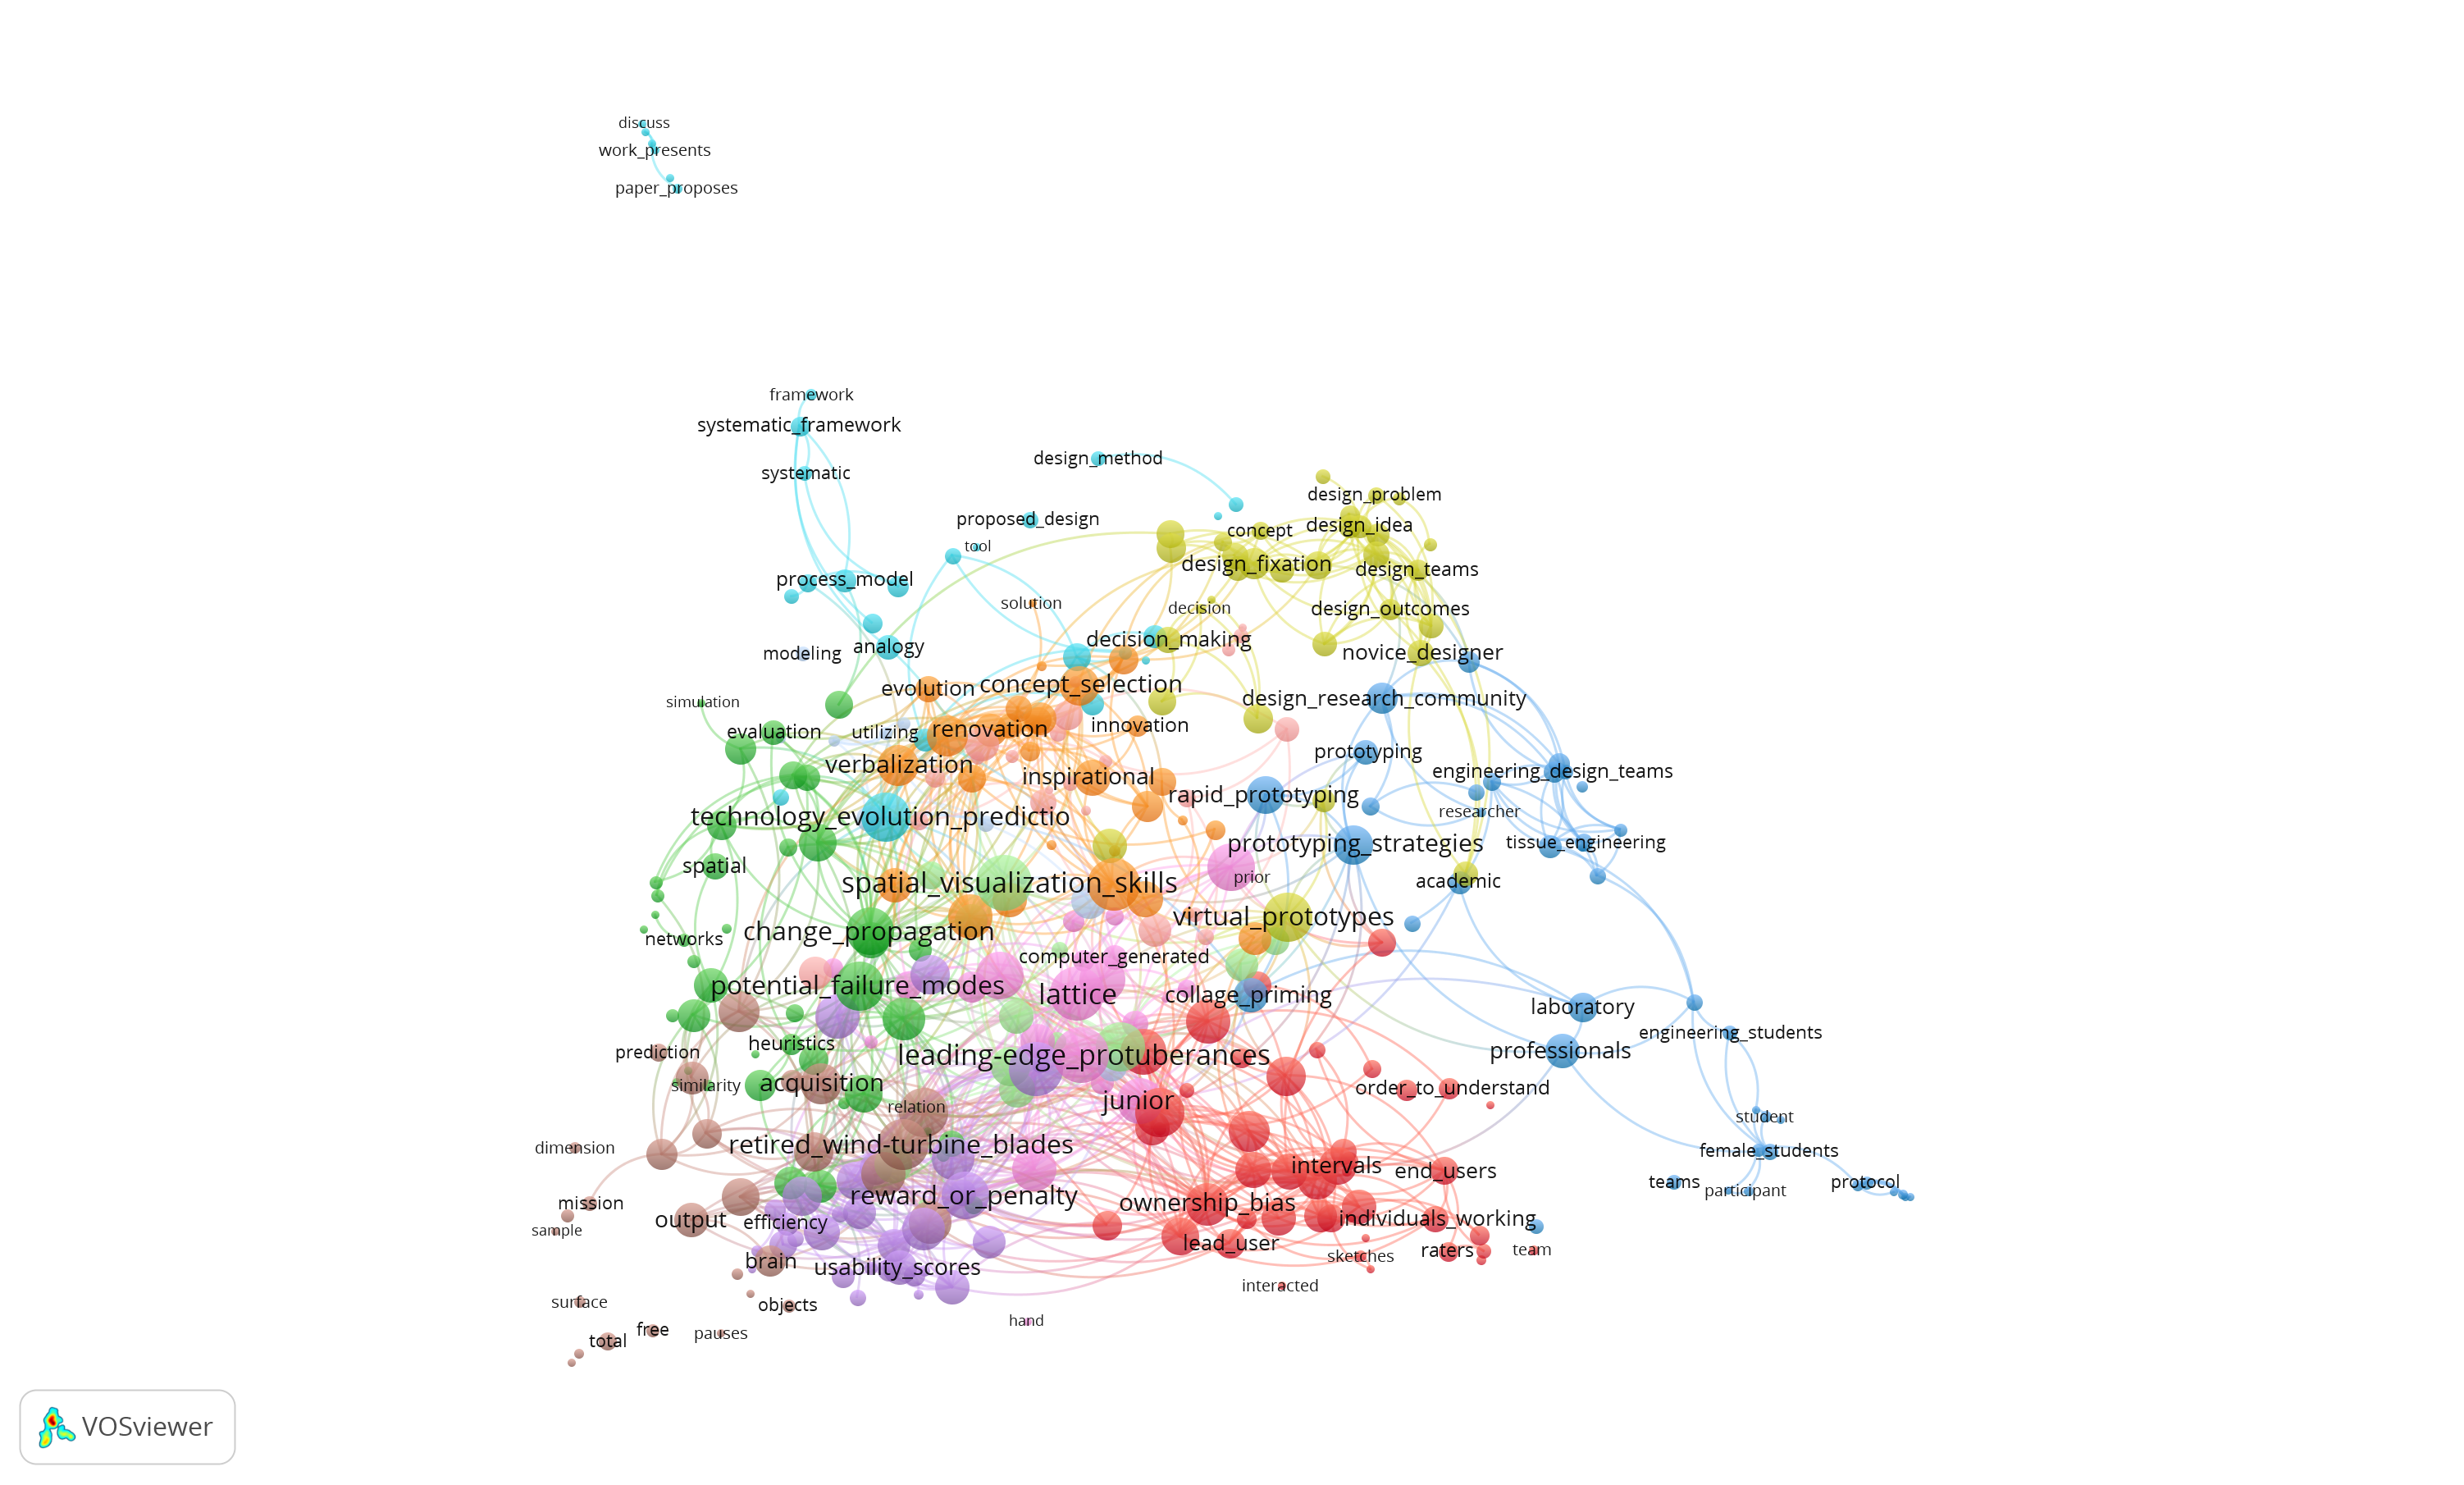 discuss
work_presents
paper_proposes
framework
systematic_framework
design_method
systematic
design_problem
proposed_design
design_idea
concept
tool
design_fixation
design_teams
process_model
solution
decision
design_outcomes
decision_making
analogy
modeling
novice_designer
evolution
concept_selection
design_research_community
simulation
innovation
evaluation
utilizing
renovation
prototyping
verbalization
inspirational
engineering_design_teams
rapid_prototyping
researcher
technology_evolution_predictio
prototyping_strategies
tissue_engineering
spatial
prior
academic
spatial_visualization_skills
virtual_prototypes
change_propagation
networks
computer_generated
potential_failure_modes
lattice
collage_priming
laboratory
engineering_students
heuristics
prediction
professionals
leading-edge_protuberances
acquisition
similarity
order_to_understand
junior
relation
student
retired_wind-turbine_blades
dimension
female_students
intervals
end_users
teams
participant
protocol
reward_or_penalty
mission
ownership_bias
output
efficiency
individuals_working
sample
lead_user
raters
team
sketches
brain
usability_scores
interacted
surface
objects
hand
free
pauses
total
VOSviewer